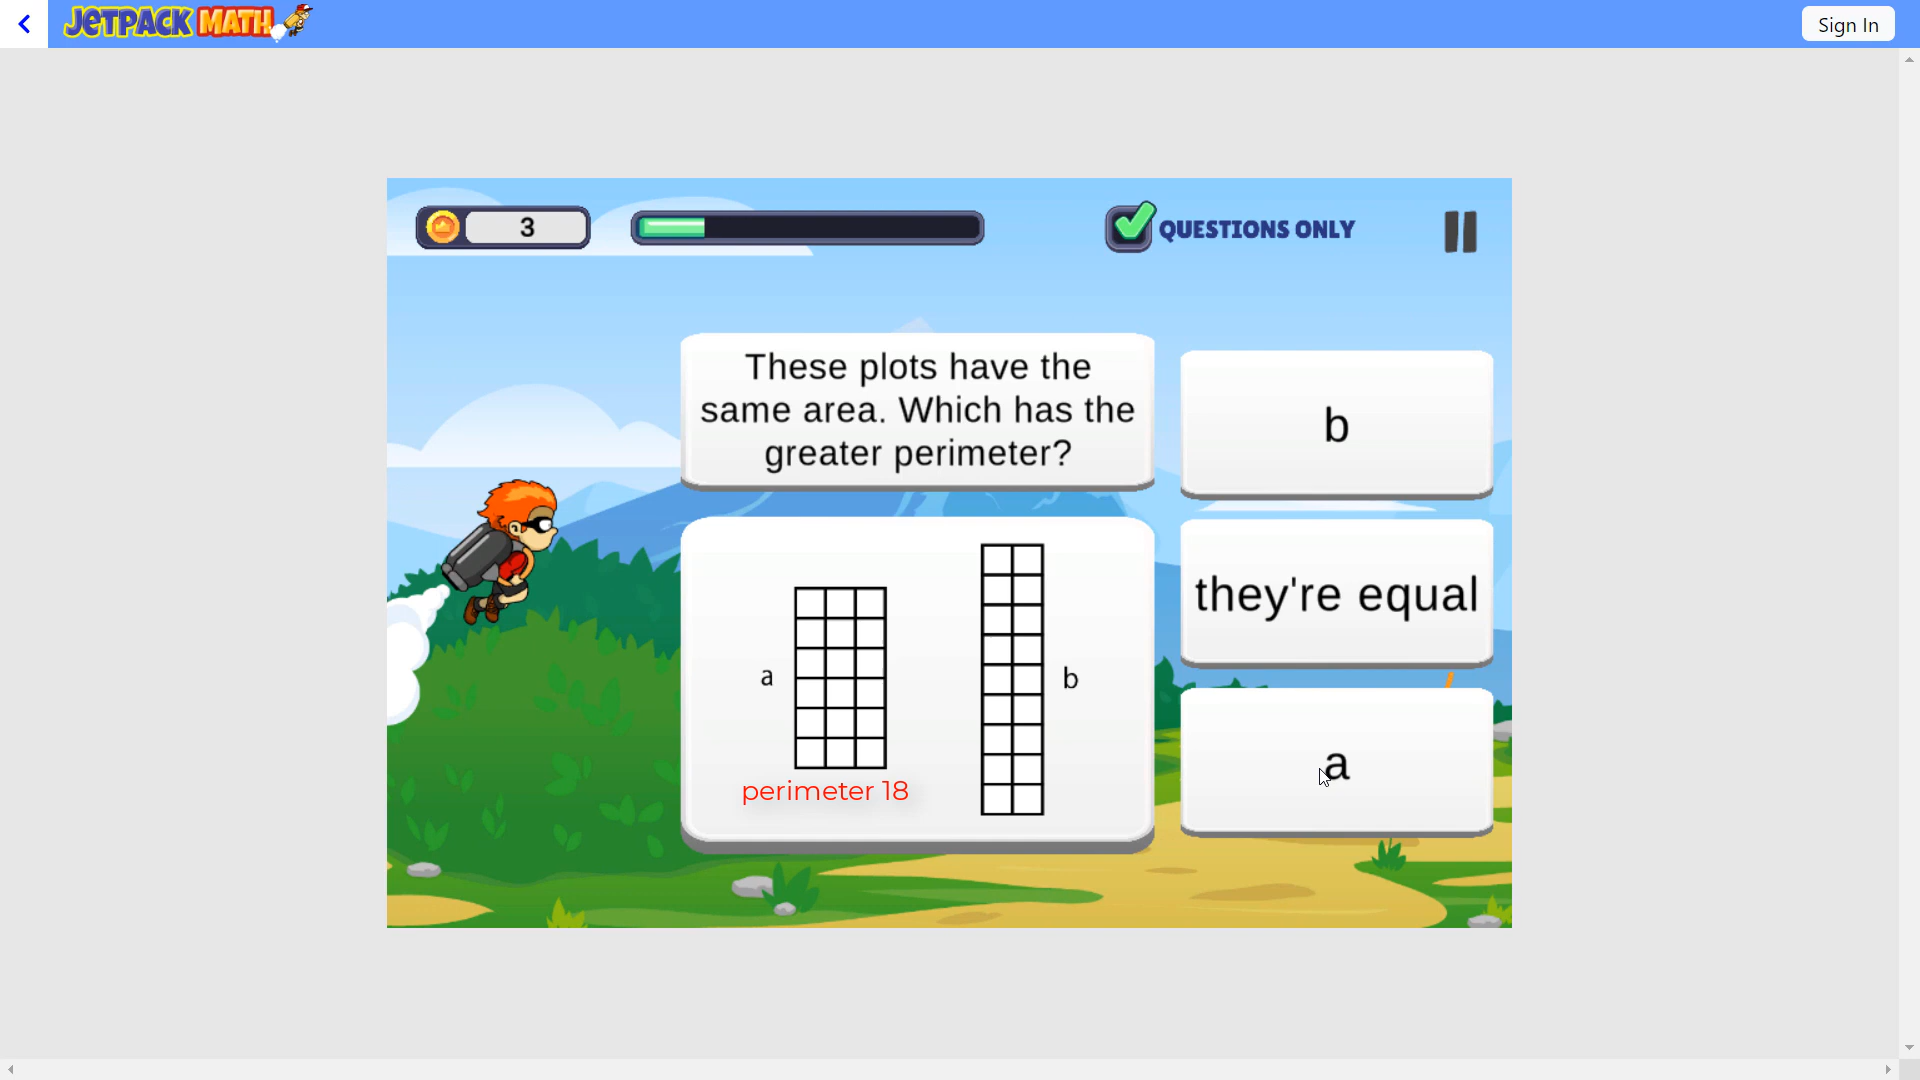 JETPACK MATH
Sign In
3
QUESTIONS ONLY
These plots have the
same area. Which has the
greater perimeter?
b
they're equal
a
a
b
perimeter 18